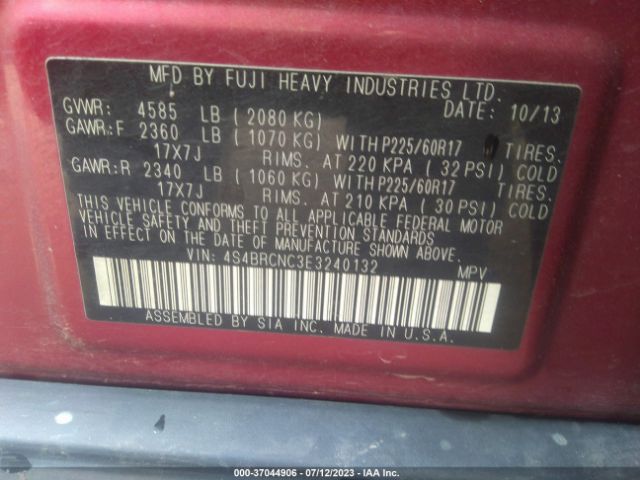 MFD BY FUJI HEAVY INDUSTRIES LTD.
GVWR: 4585 LB ( 2080 KG) DATE: 10/13
GAWR:F 2360 LB ( 1070 KG) WITHP225/60R17 TIRES.
17X7J RIMS. AT 220 KPA ( 32 PSI) COLD
GAWR:R 2340 LB ( 1060 KG) WITHP225/60R17 TIRES.
17X7J RIMS. AT 210 KPA ( 30 PSI) COLD
THIS VEHICLE CONFORMS TO ALL APPLICABLE FEDERAL MOTOR
VEHICLE SAFETY AND THEFT PREVENTION STANDARDS
IN EFFECT ON THE DATE OF MANUFACTURE SHOWN ABOVE.
VIN: 4S4BRCNC3E3240132 MPV
ASSEMBLED BY SIA INC. MADE IN U.S.A.
000-37044906 - 07/12/2023 - IAA Inc.